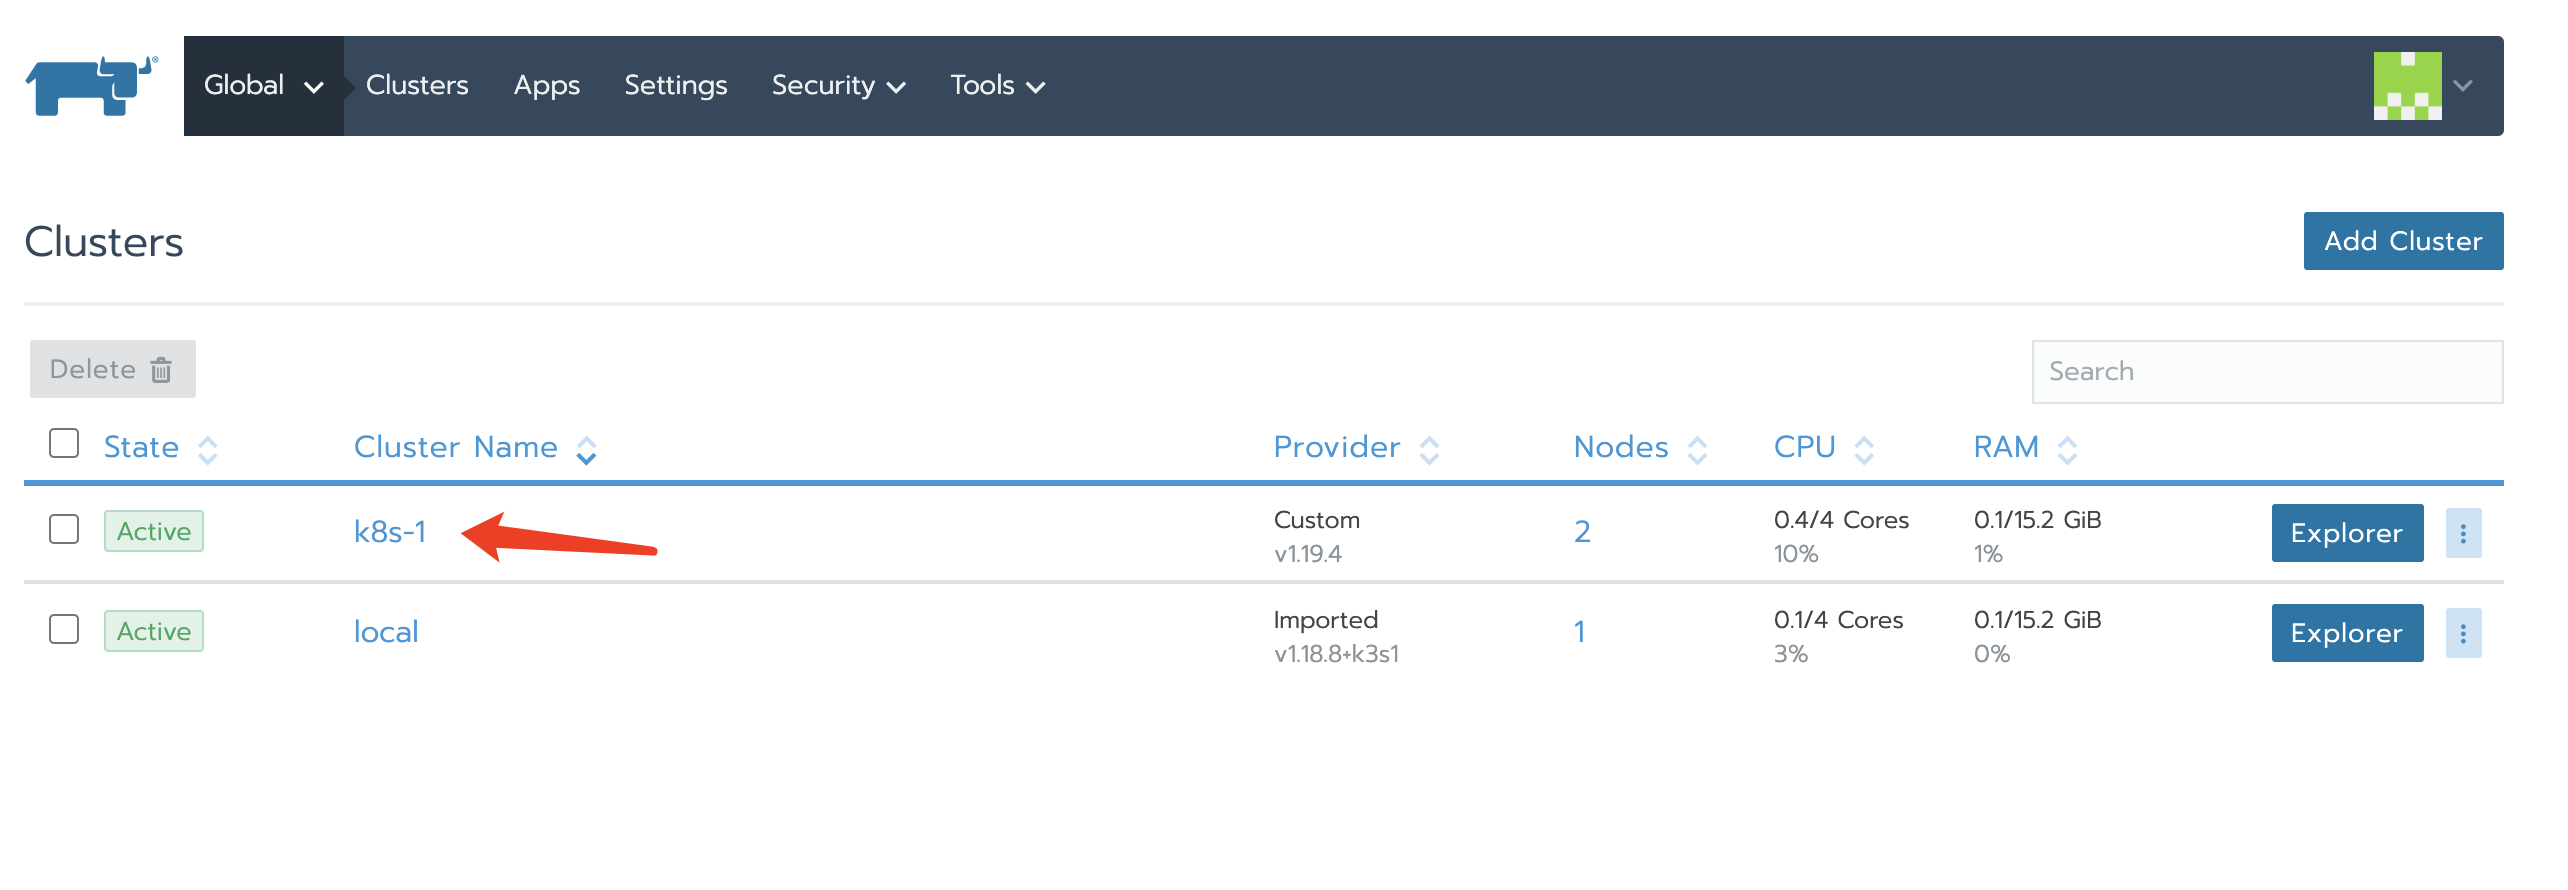 Global Clusters Apps Settings Security Tools
Clusters
Add Cluster
Delete
Search
State Cluster Name Provider Nodes CPU RAM
Active k8s-1 Custom 2 0.4/4 Cores 0.1/15.2 GiB Explorer
v1.19.4 10% 1%
Active local Imported 1 0.1/4 Cores 0.1/15.2 GiB Explorer
v1.18.8+k3s1 3% 0%